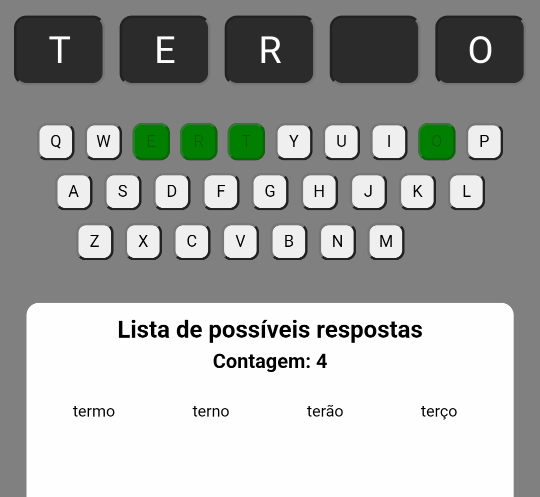 T E R O
Q W E R T Y U I O P
A S D F G H J K L
Z X C V B N M
Lista de possíveis respostas
Contagem: 4
termo terno terão terço